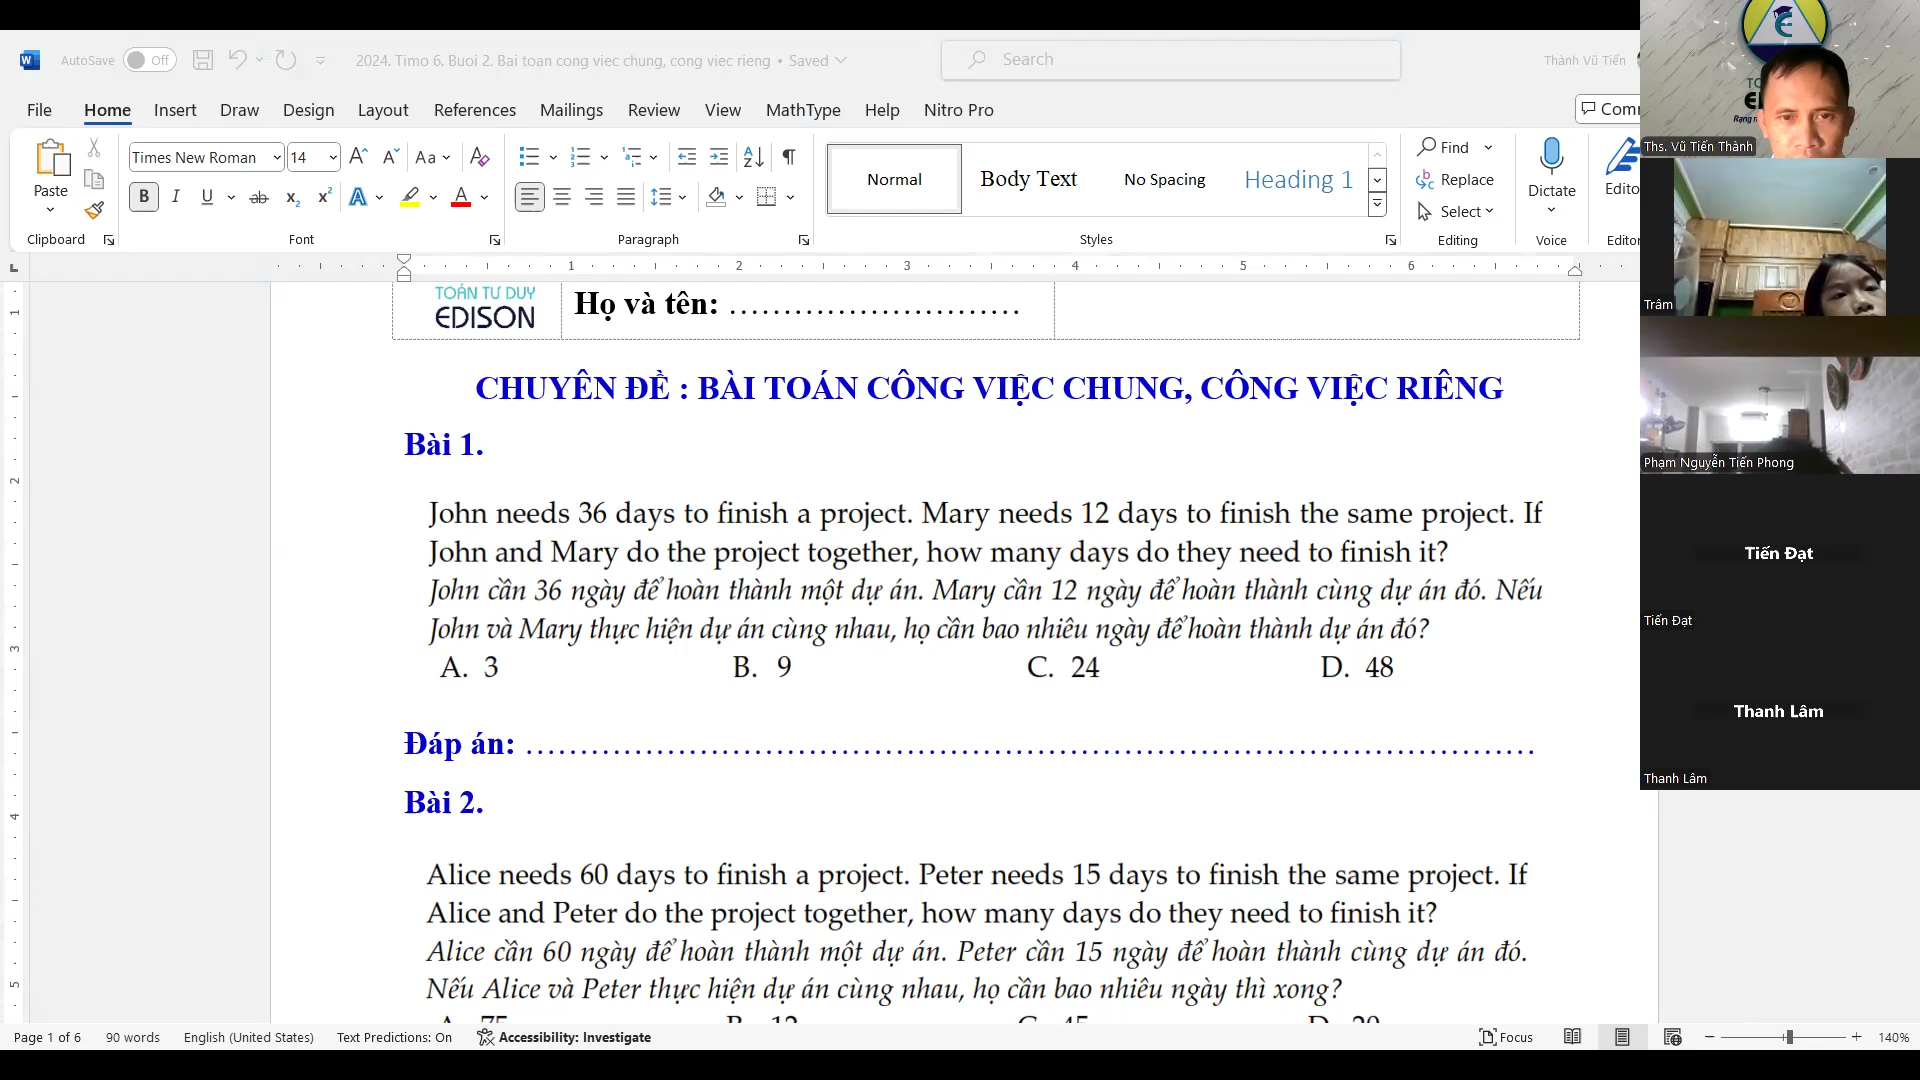 AutoSave Off 2024. Timo 6. Buoi 2. Bai toan cong viec chung, cong viec rieng • Saved Search Thành Vũ Tiến
File Home Insert Draw Design Layout References Mailings Review View MathType Help Nitro Pro
Paste
Clipboard
Times New Roman 14
Font
Paragraph
Normal Body Text No Spacing Heading 1
Styles
Find
Replace
Select
Editing
Dictate
Voice
1 2 3 4 5 6
TOÁN TƯ DUY
EDISON
Họ và tên: ...........................
CHUYÊN ĐỀ : BÀI TOÁN CÔNG VIỆC CHUNG, CÔNG VIỆC RIÊNG
Bài 1.
John needs 36 days to finish a project. Mary needs 12 days to finish the same project. If
John and Mary do the project together, how many days do they need to finish it?
John cần 36 ngày để hoàn thành một dự án. Mary cần 12 ngày để hoàn thành cùng dự án đó. Nếu
John và Mary thực hiện dự án cùng nhau, họ cần bao nhiêu ngày để hoàn thành dự án đó?
A. 3 B. 9 C. 24 D. 48
Đáp án: ..........................................................................................
Bài 2.
Alice needs 60 days to finish a project. Peter needs 15 days to finish the same project. If
Alice and Peter do the project together, how many days do they need to finish it?
Alice cần 60 ngày để hoàn thành một dự án. Peter cần 15 ngày để hoàn thành cùng dự án đó.
Nếu Alice và Peter thực hiện dự án cùng nhau, họ cần bao nhiêu ngày thì xong?
Page 1 of 6 90 words English (United States) Text Predictions: On Accessibility: Investigate Focus 140%
Ths. Vũ Tiến Thành
Trâm
Phạm Nguyễn Tiến Phong
Tiến Đạt
Tiến Đạt
Thanh Lâm
Thanh Lâm